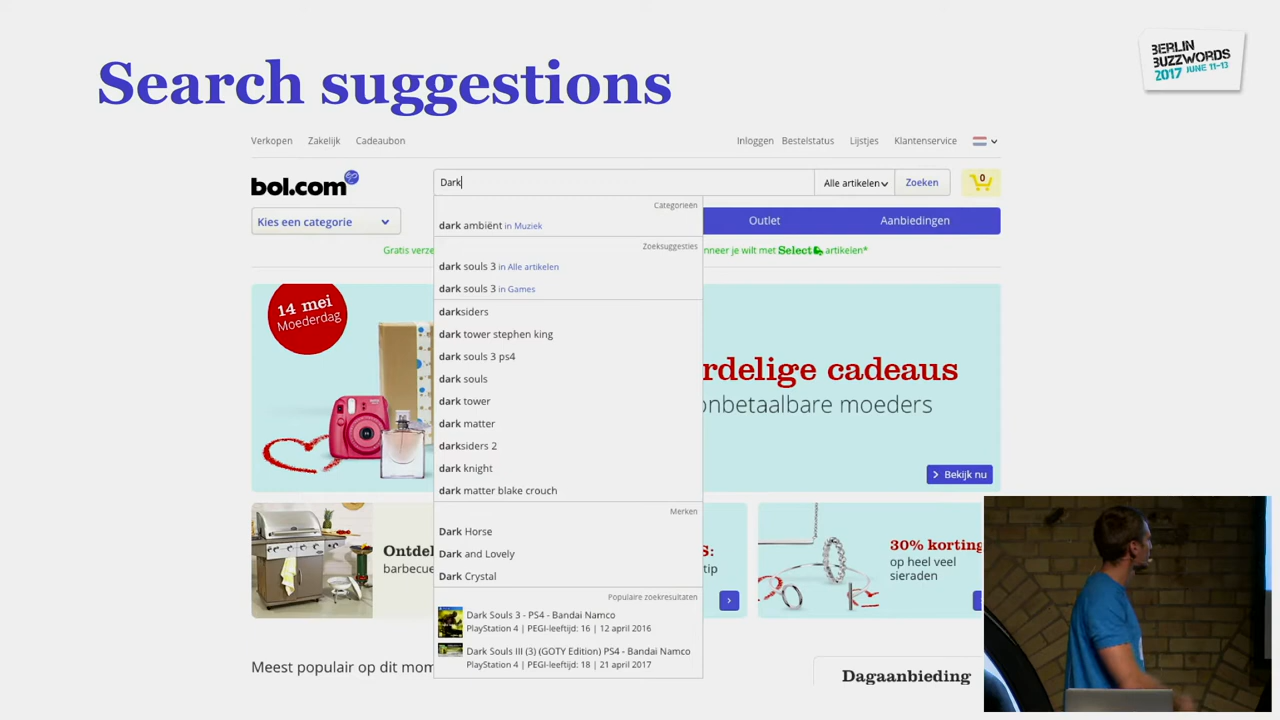 Search suggestions
BERLIN
BUZZWORDS
2017 JUNE 11-13
Verkopen Zakelijk Cadeaubon
Inloggen Bestelstatus Lijstjes Klantenservice
bol.com
Dark
Alle artikelen
Zoeken
0
Kies een categorie
Outlet
Aanbiedingen
Categorieën
dark ambiënt in Muziek
Zoeksuggesties
dark souls 3 in Alle artikelen
dark souls 3 in Games
darksiders
dark tower stephen king
dark souls 3 ps4
dark souls
dark tower
dark matter
darksiders 2
dark knight
dark matter blake crouch
Merken
Dark Horse
Dark and Lovely
Dark Crystal
Populaire zoekresultaten
Dark Souls 3 - PS4 - Bandai Namco
PlayStation 4 | PEGI-leeftijd: 16 | 12 april 2016
Dark Souls III (3) (GOTY Edition) PS4 - Bandai Namco
PlayStation 4 | PEGI-leeftijd: 18 | 21 april 2017
Gratis verze
nneer je wilt met Select artikelen*
14 mei
Moederdag
rdelige cadeaus
onbetaalbare moeders
Bekijk nu
Ontdel
barbecue
S:
tip
30% korting
op heel veel
sieraden
Meest populair op dit mom
Dagaanbieding